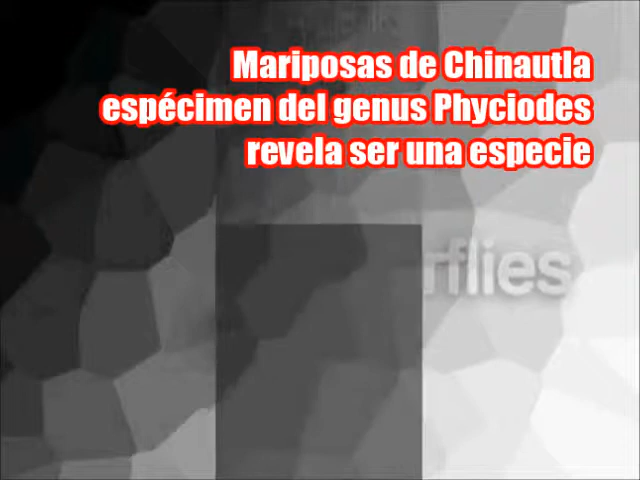 Mariposas de Chinautla
espécimen del genus Phyciodes
revela ser una especie
rflies